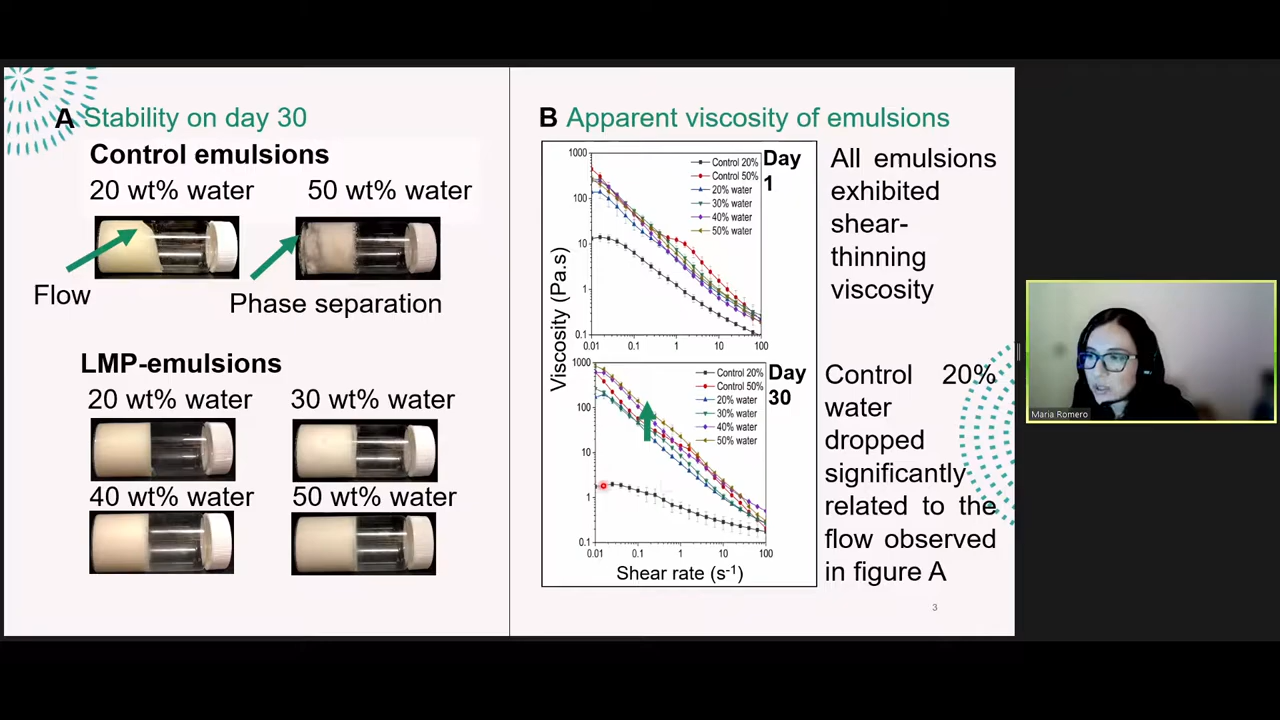 A Stability on day 30
Control emulsions
20 wt% water
50 wt% water
Flow
Phase separation
LMP-emulsions
20 wt% water
30 wt% water
40 wt% water
50 wt% water
B Apparent viscosity of emulsions
Viscosity (Pa.s)
1000
100
10
1
0.1
0.01
0.1
1
10
100
Control 20%
Control 50%
20% water
30% water
40% water
50% water
Day
1
1000
100
10
1
0.1
0.01
0.1
1
10
100
Control 20%
Control 50%
20% water
30% water
40% water
50% water
Day
30
Shear rate (s-1)
All emulsions
exhibited
shear-
thinning
viscosity
Control 20%
water
dropped
significantly
related to the
flow observed
in figure A
3
Maria Romero